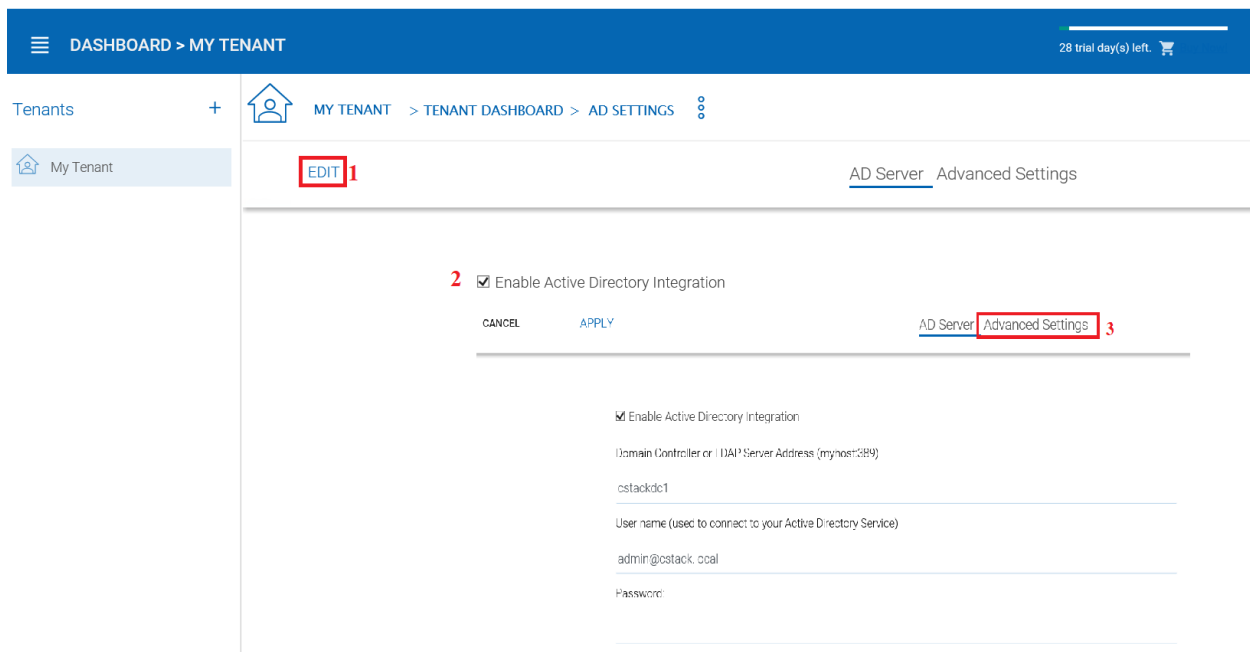 DASHBOARD > MY TENANT
28 trial day(s) left.
Tenants +
MY TENANT > TENANT DASHBOARD > AD SETTINGS
My Tenant
EDIT 1
AD Server Advanced Settings
2 Enable Active Directory Integration
CANCEL APPLY
AD Server Advanced Settings 3
Enable Active Directory Integration
Domain Controller or LDAP Server Address (myhost:389)
cstackdc1
User name (used to connect to your Active Directory Service)
admin@cstack. ocal
Password: